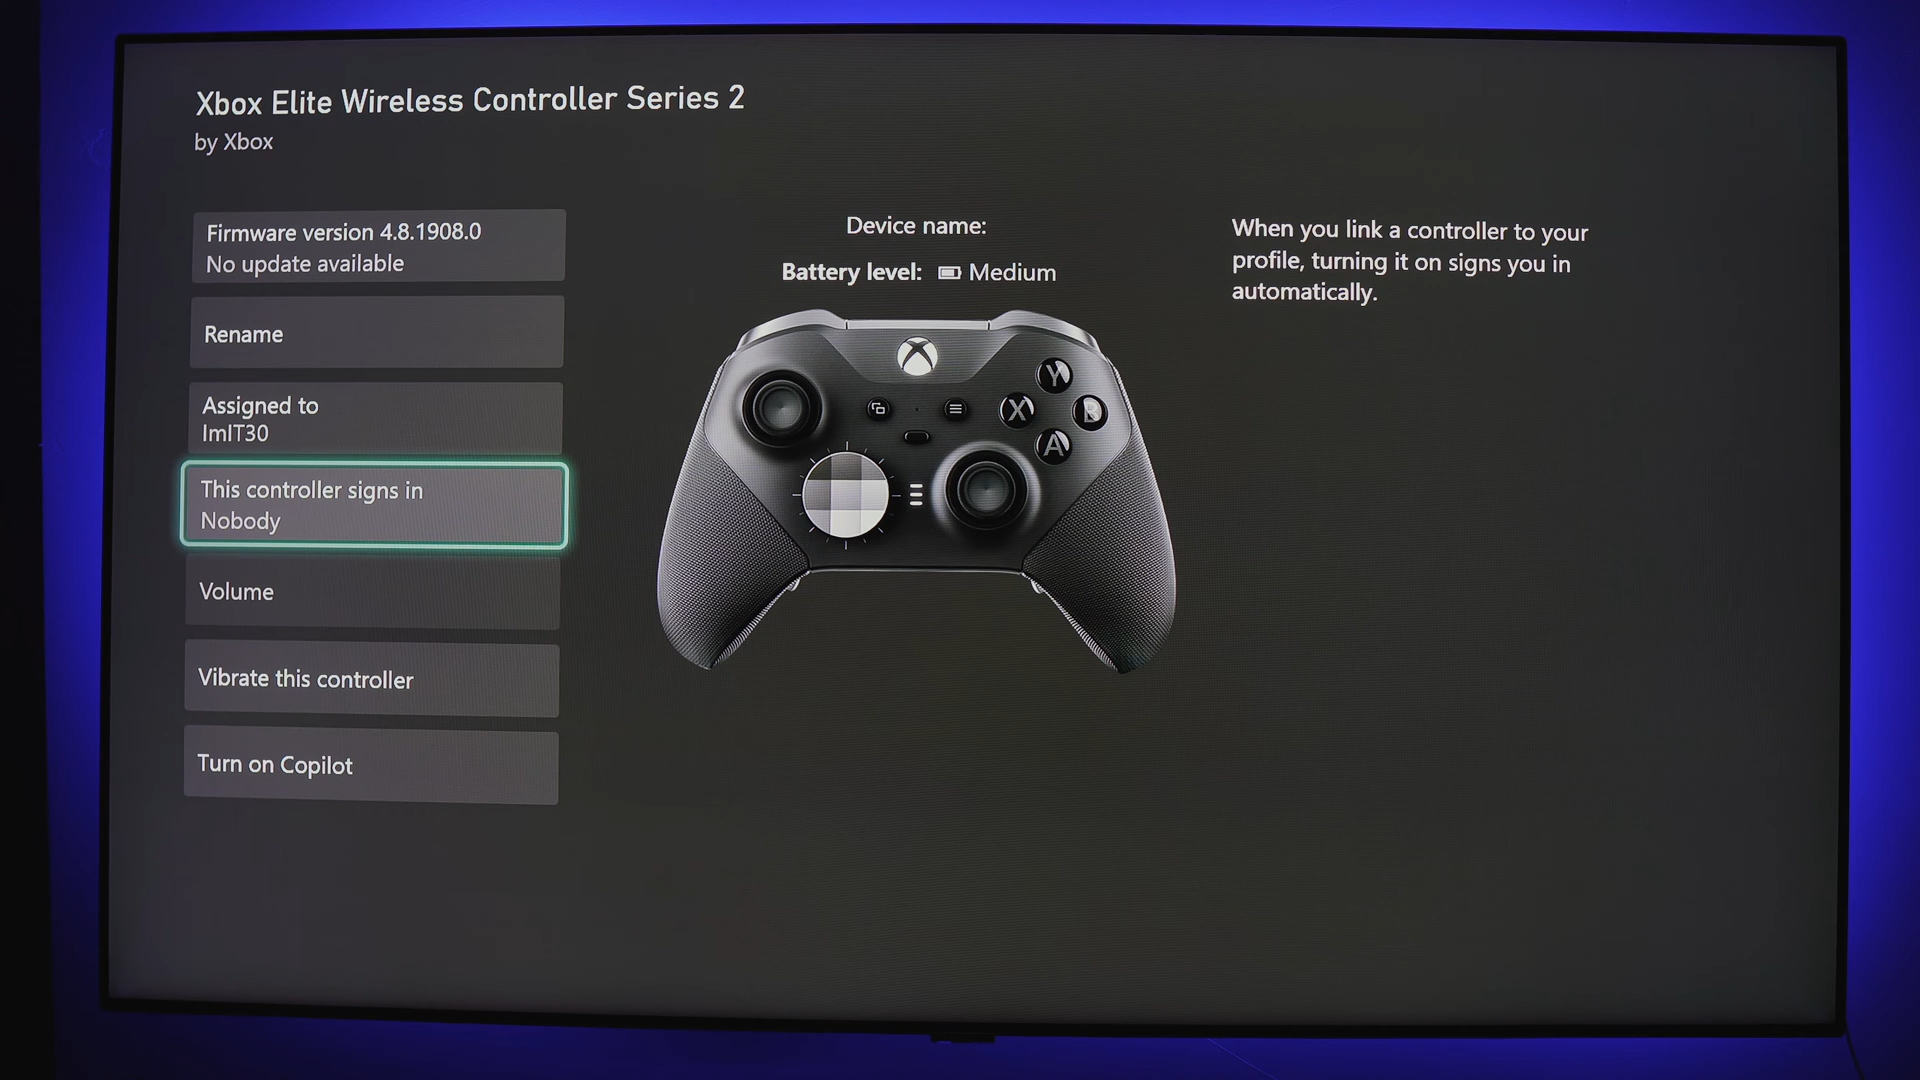 Xbox Elite Wireless Controller Series 2
by Xbox
Firmware version 4.8.1908.0
No update available
Rename
Assigned to
ImIT30
This controller signs in
Nobody
Volume
Vibrate this controller
Turn on Copilot
Device name:
Battery level: Medium
Y
X
B
A
When you link a controller to your
profile, turning it on signs you in
automatically.